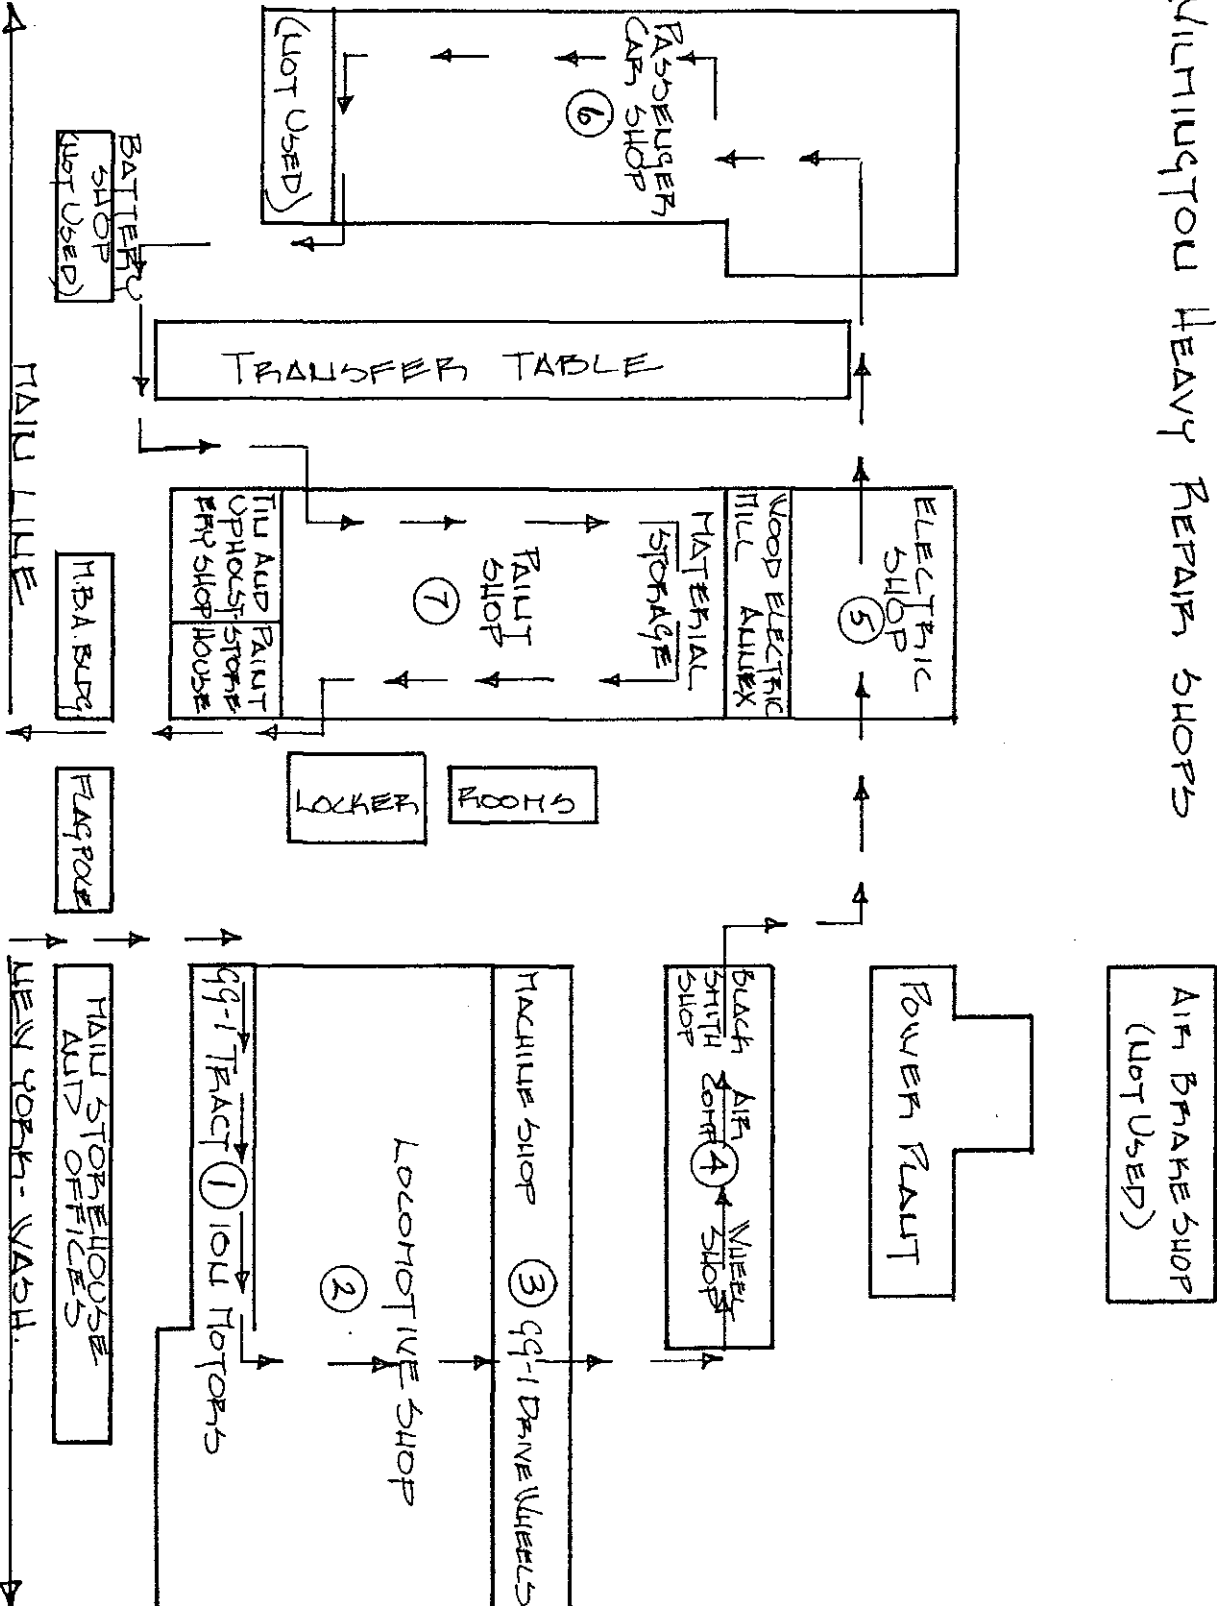 WILMINGTON HEAVY REPAIR SHOPS
(NOT USED)
PASSENGER
CAR SHOP
6
BATTERY
SHOP
(NOT USED)
TRANSFER TABLE
TIN AND
UPHOLST-
ERY SHOP
PAINT
STORE
HOUSE
PAINT
SHOP
7
MATERIAL
STORAGE
WOOD
MILL
ELECTRIC
ANNEX
ELECTRIC
SHOP
5
M.B.A. BLDG.
FLAGPOLE
LOCKER
ROOMS
AIR BRAKE SHOP
(NOT USED)
POWER PLANT
BLACK
SMITH
SHOP
AIR
COMP
4
WHEEL
SHOP
MACHINE SHOP
3
GG-1 DRIVE WHEELS
LOCOMOTIVE SHOP
2
GG-1 TRACT
1
ION MOTORS
MAIN STOREHOUSE
AND OFFICES
MAIN LINE
NEW YORK - WASH.